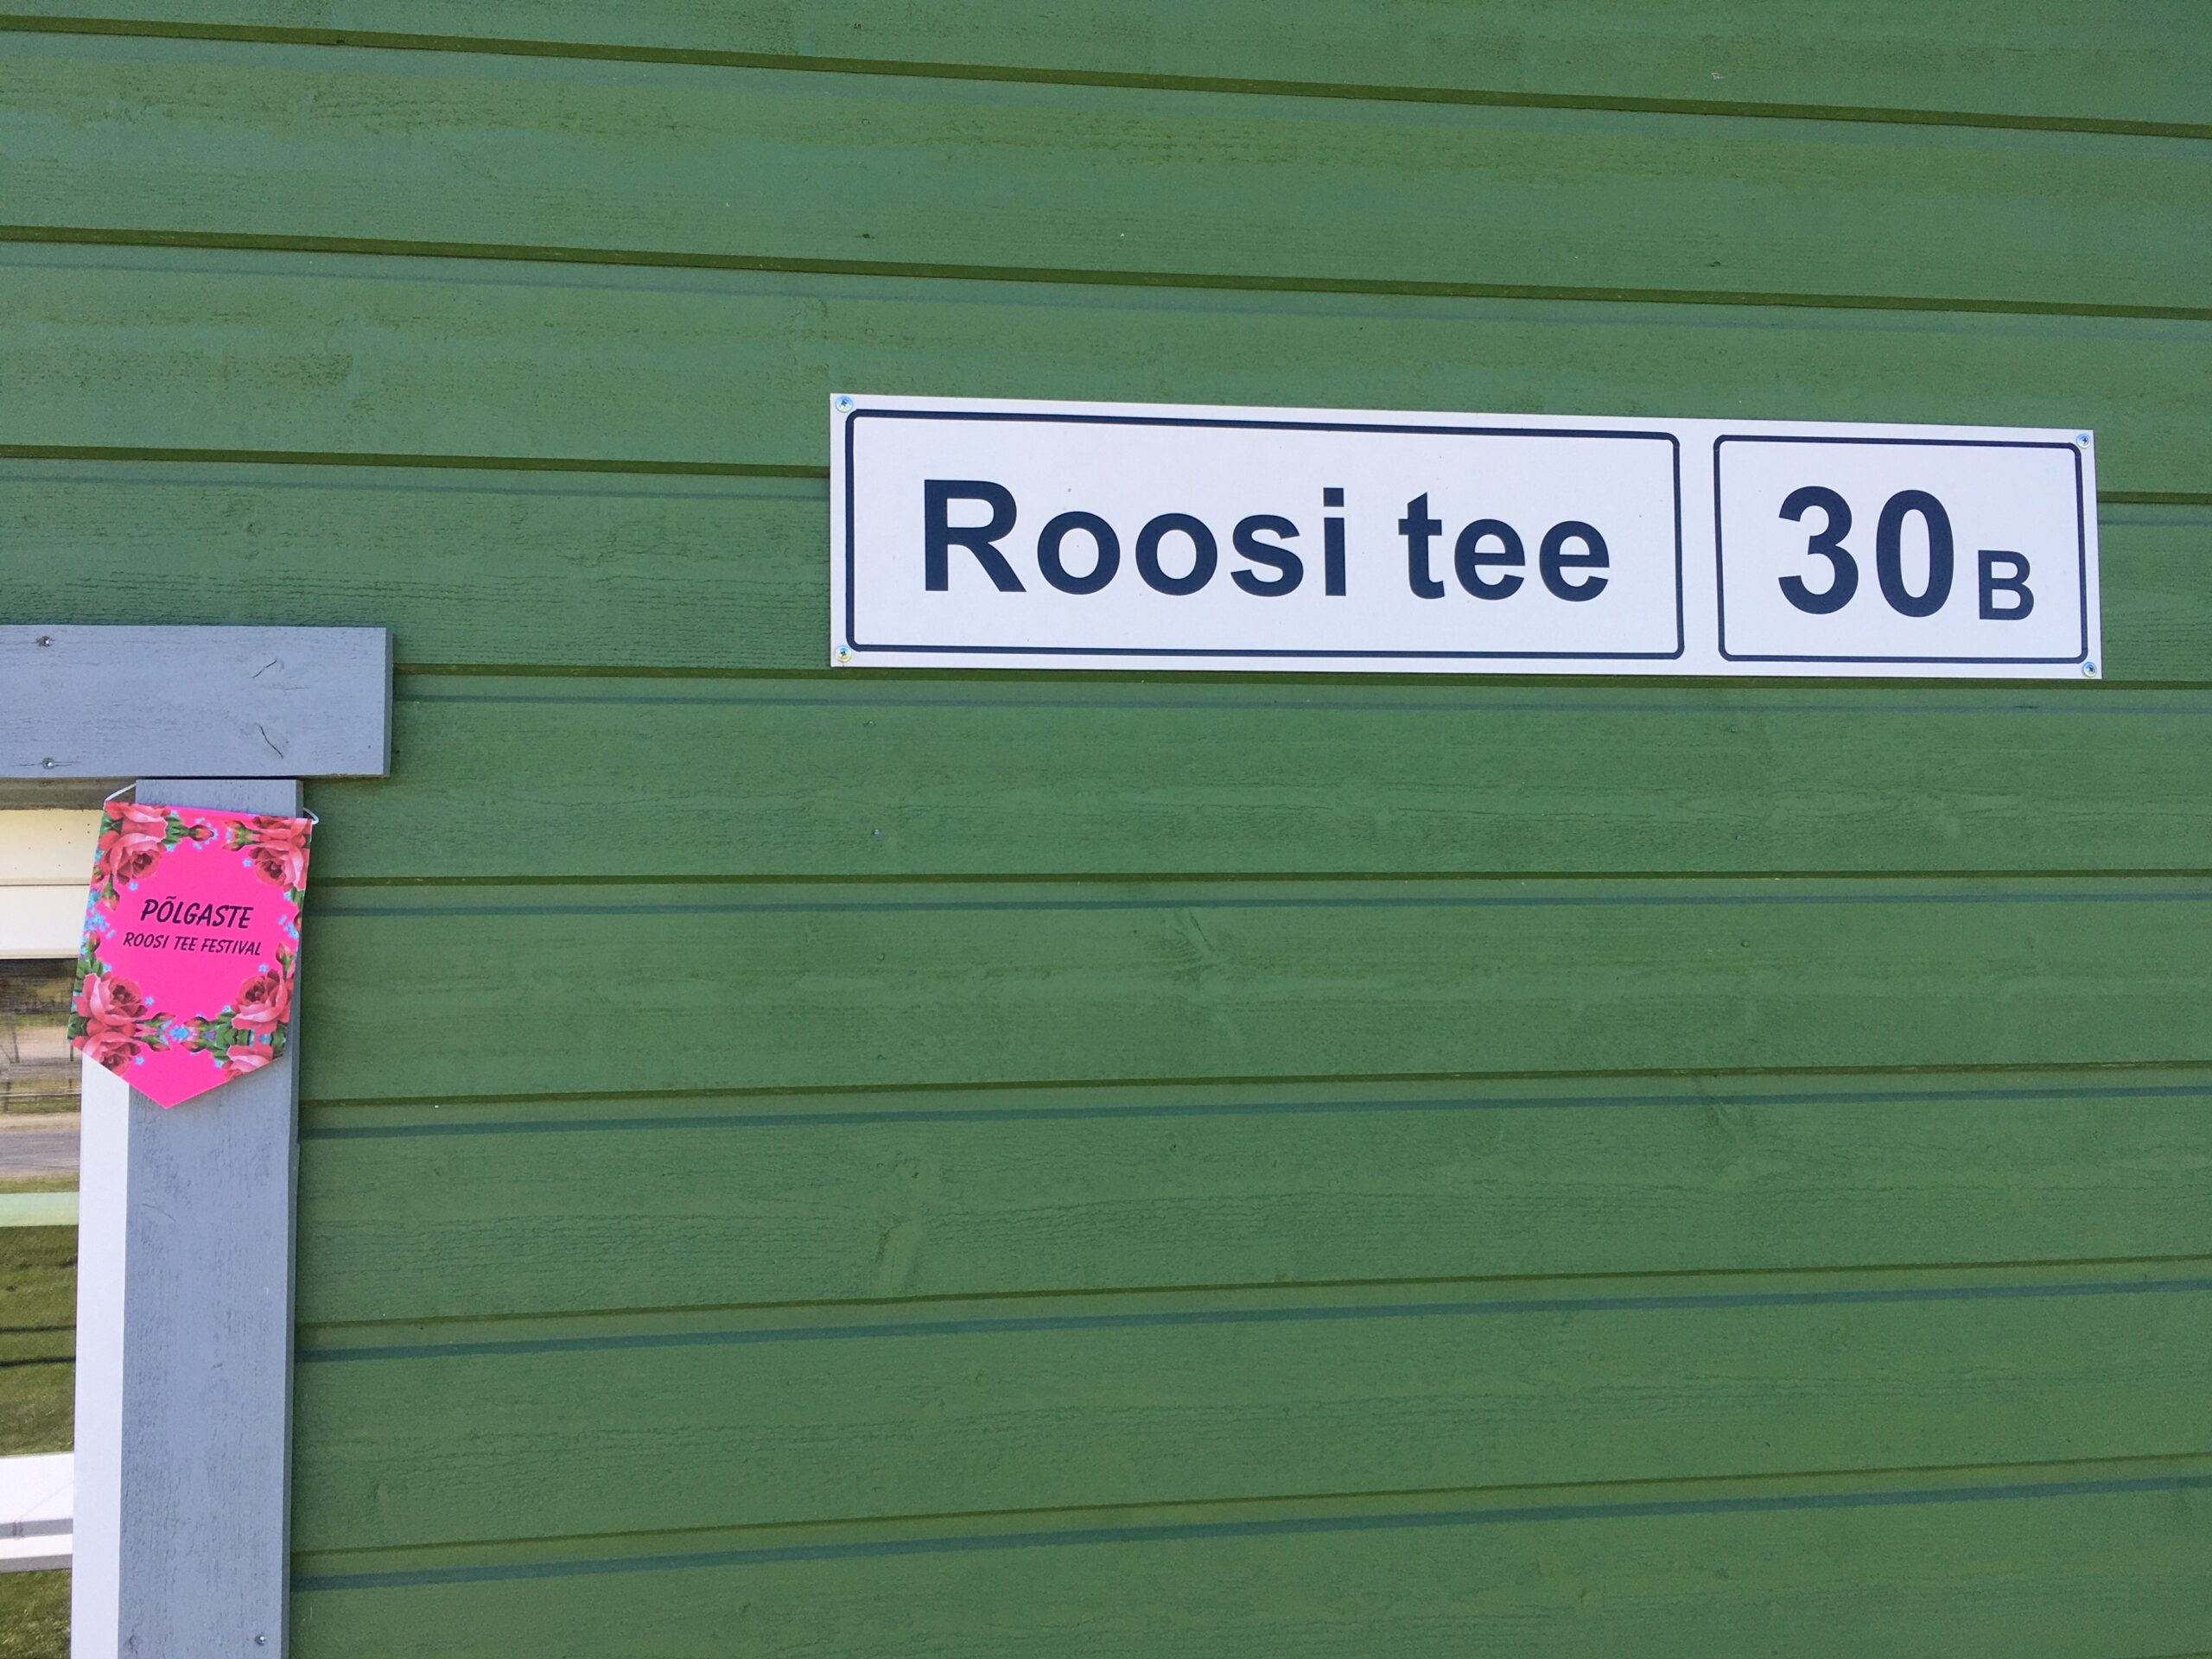 Roosi tee 30B
PÕLGASTE
ROOSI TEE FESTIVAL